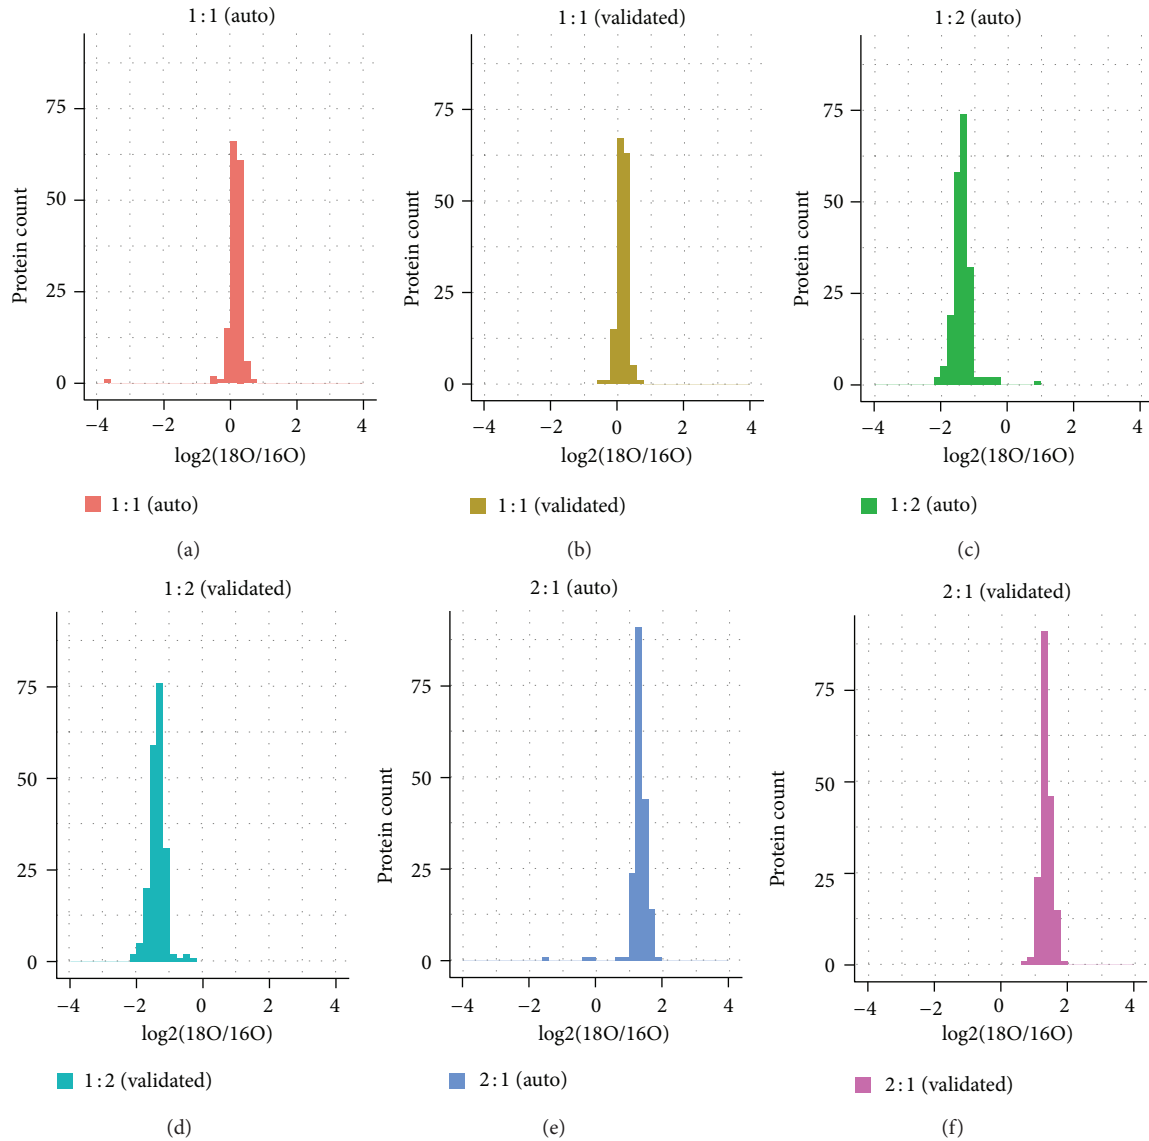 1:1 (auto)
75
50
25
0
Protein count
−4 −2 0 2 4
log2(18O/16O)
1:1 (auto)
(a)
1:1 (validated)
75
50
25
0
Protein count
−4 −2 0 2 4
log2(18O/16O)
1:1 (validated)
(b)
1:2 (auto)
75
50
25
0
Protein count
−4 −2 0 2 4
log2(18O/16O)
1:2 (auto)
(c)
1:2 (validated)
75
50
25
0
−4 −2 0 2 4
log2(18O/16O)
1:2 (validated)
(d)
2:1 (auto)
75
50
25
0
Protein count
−4 −2 0 2 4
log2(18O/16O)
2:1 (auto)
(e)
2:1 (validated)
75
50
25
0
Protein count
−4 −2 0 2 4
log2(18O/16O)
2:1 (validated)
(f)